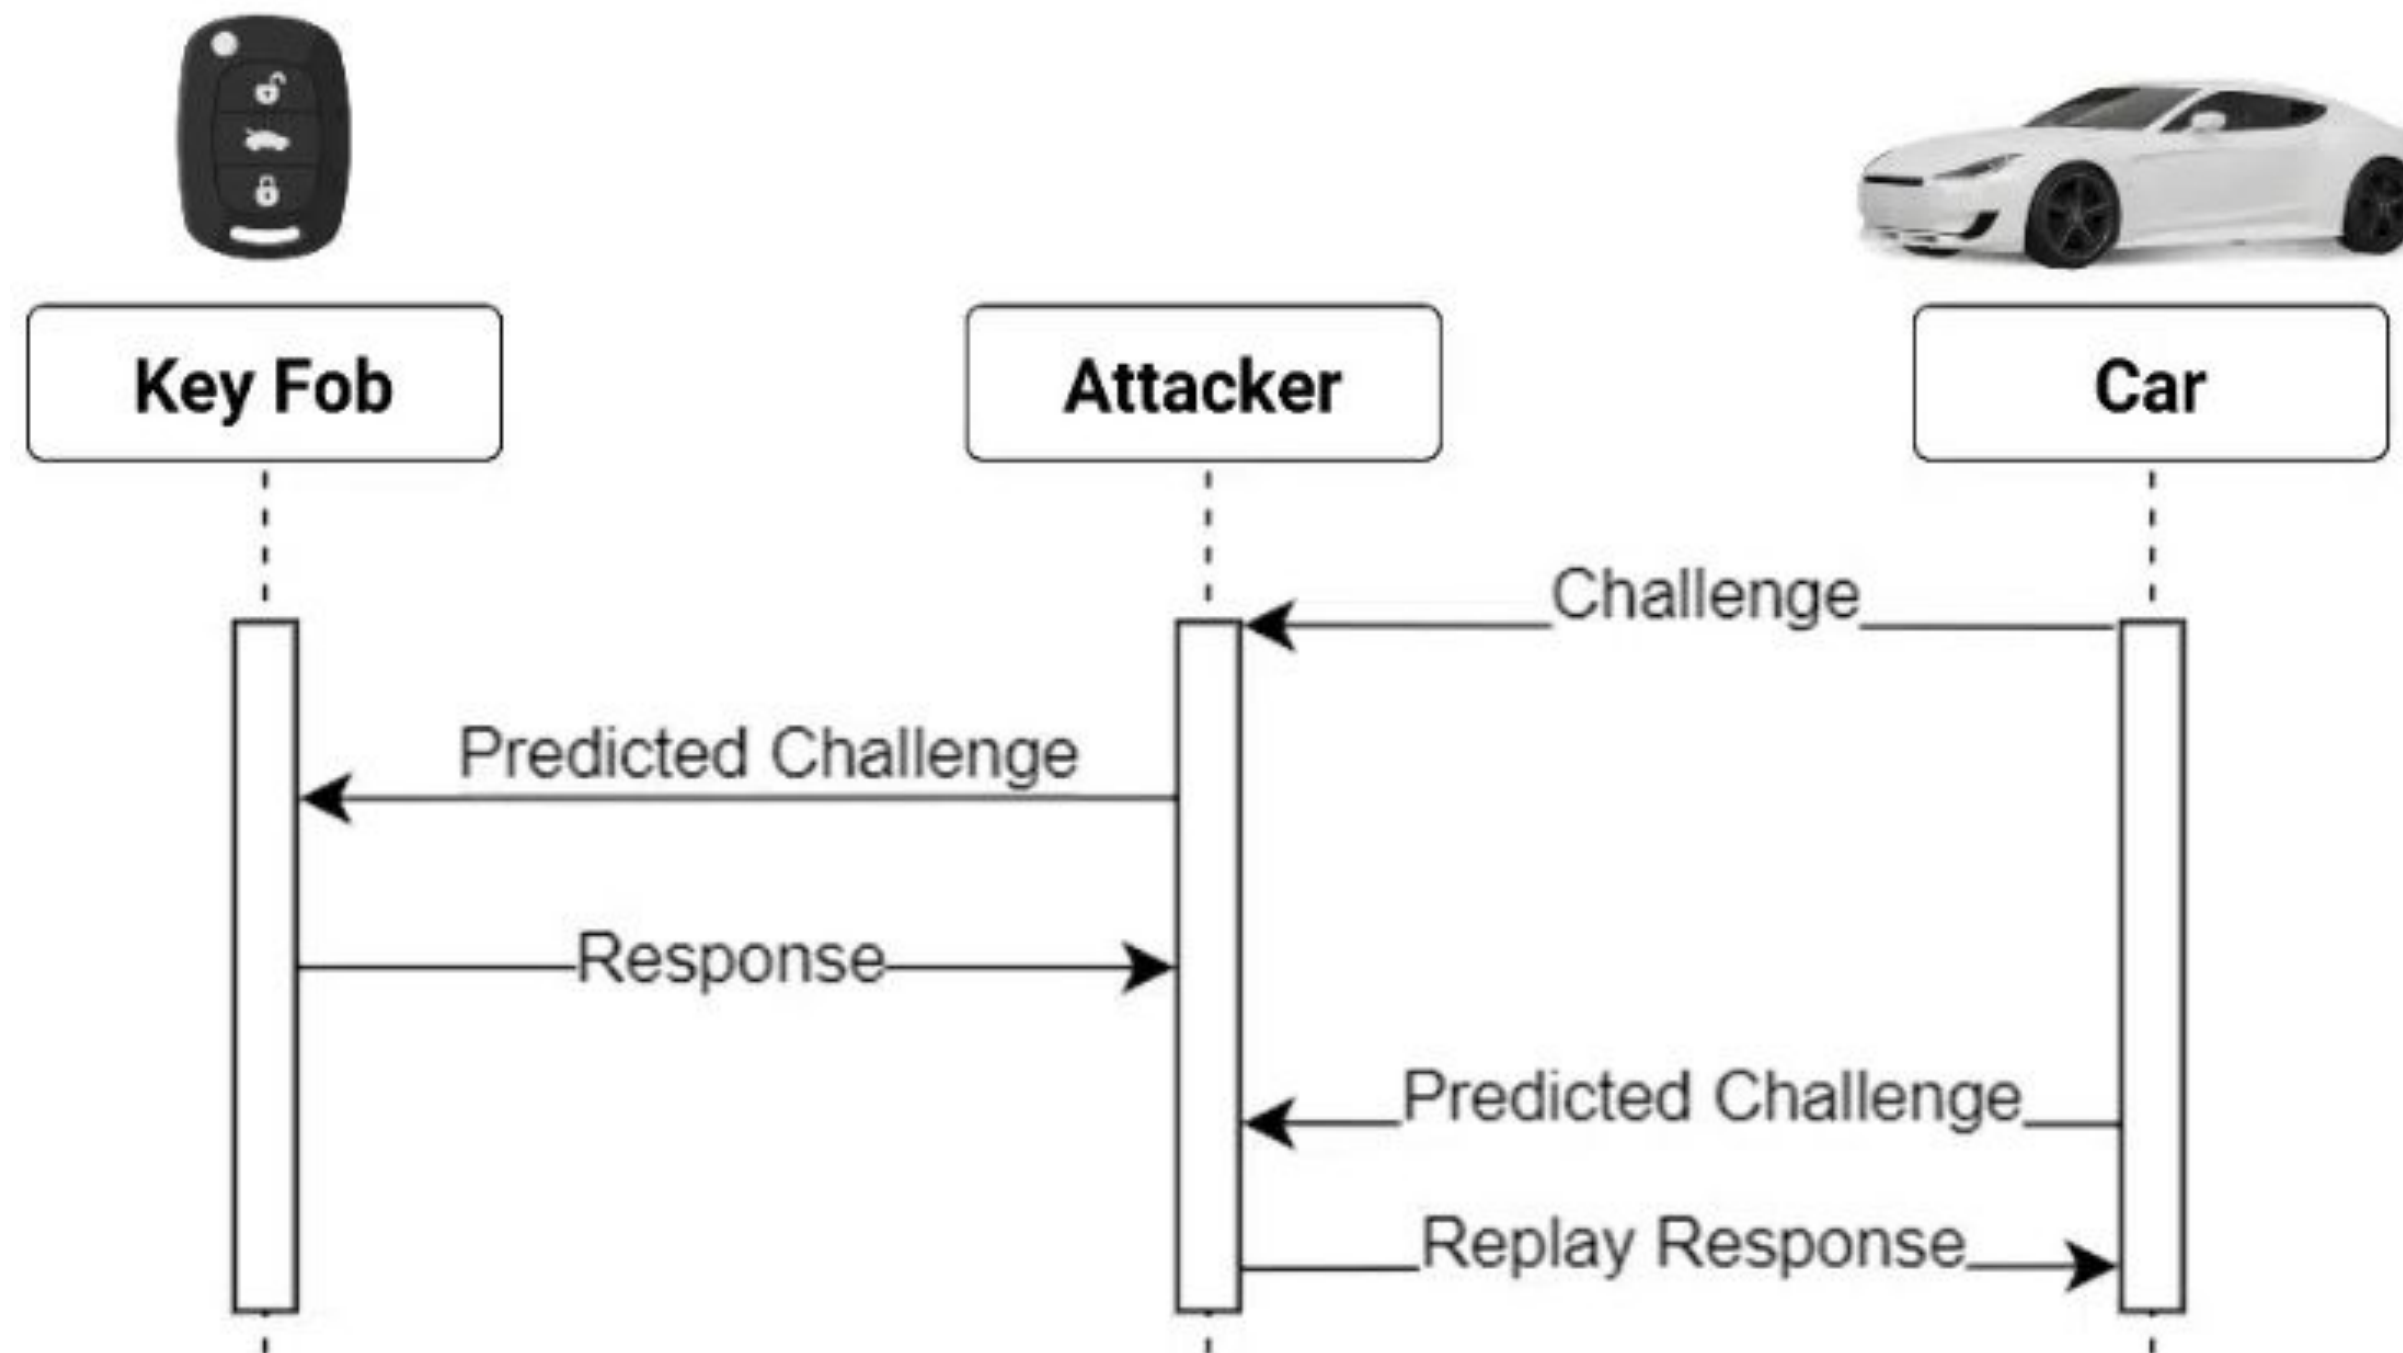 Key Fob
Attacker
Car
Challenge
Predicted Challenge
Response
Predicted Challenge
Replay Response